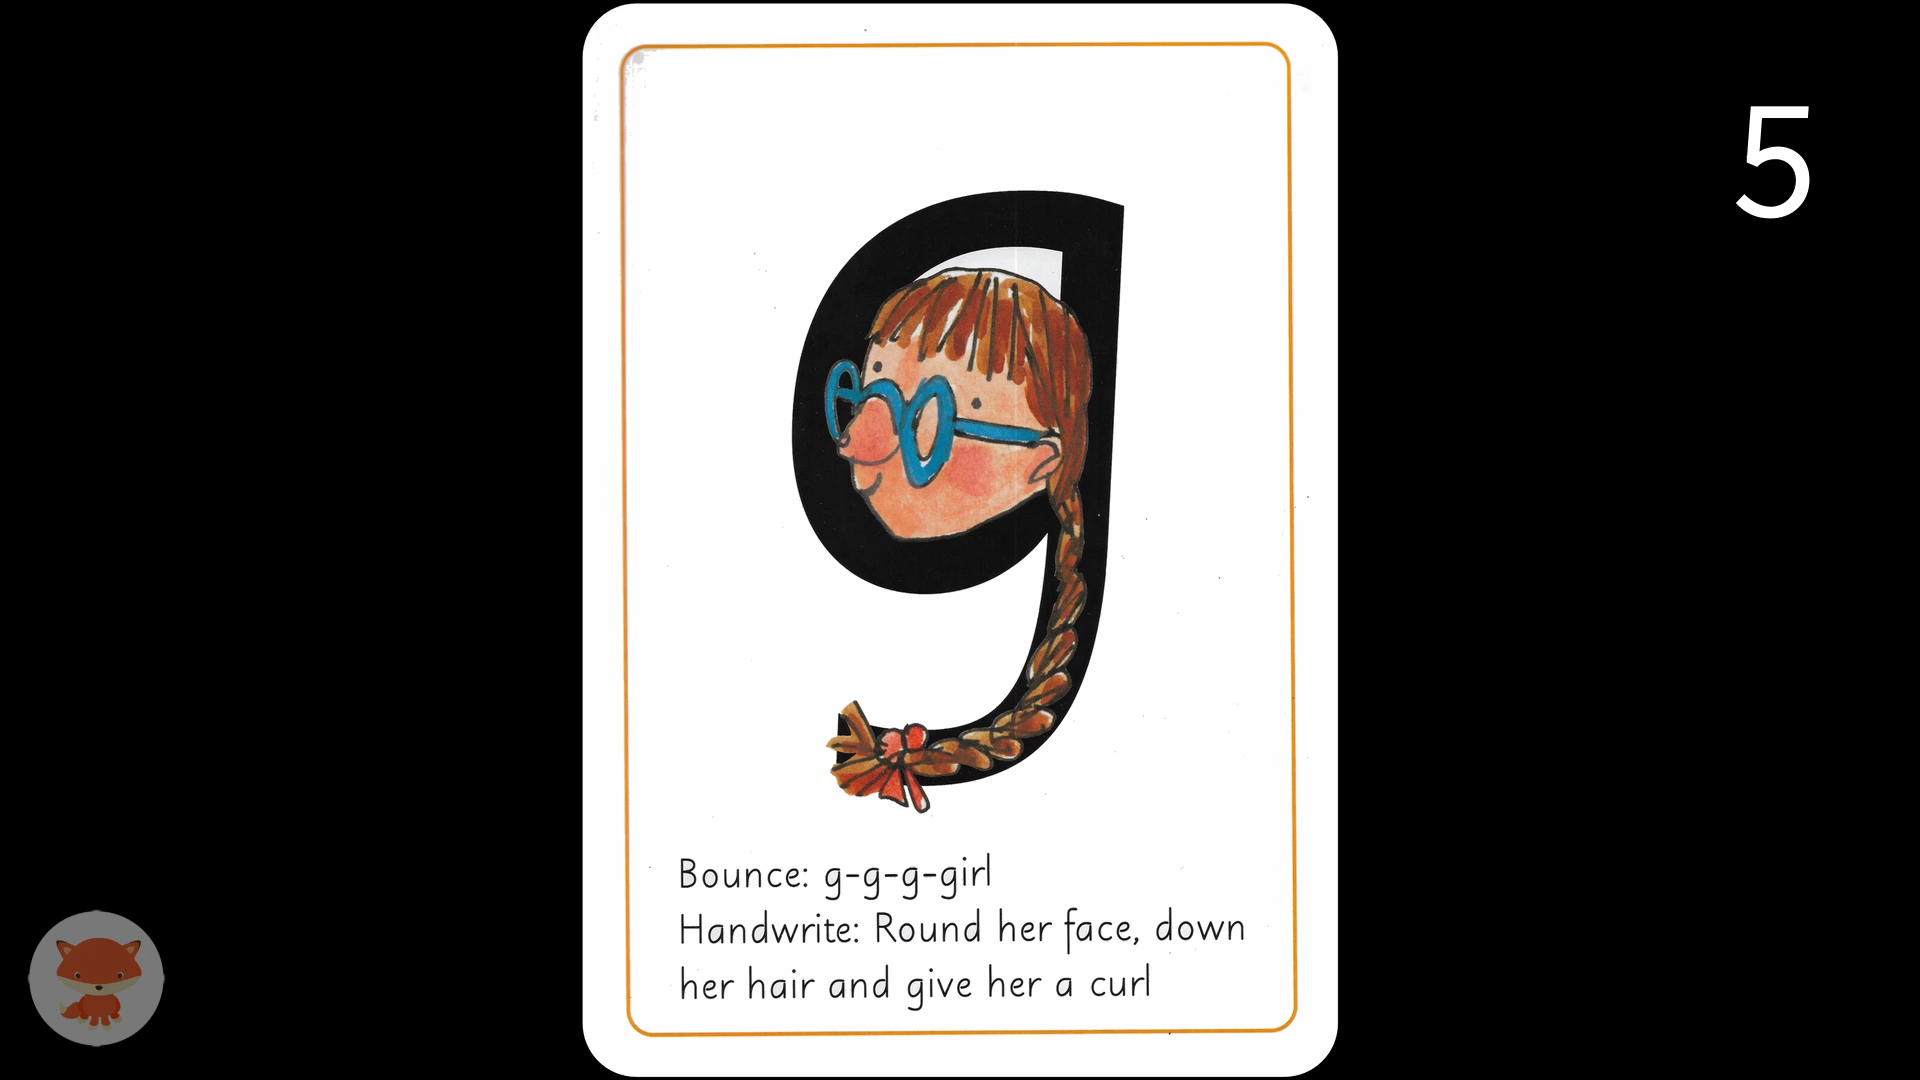 5
g
Bounce: g-g-g-girl
Handwrite: Round her face, down
her hair and give her a curl